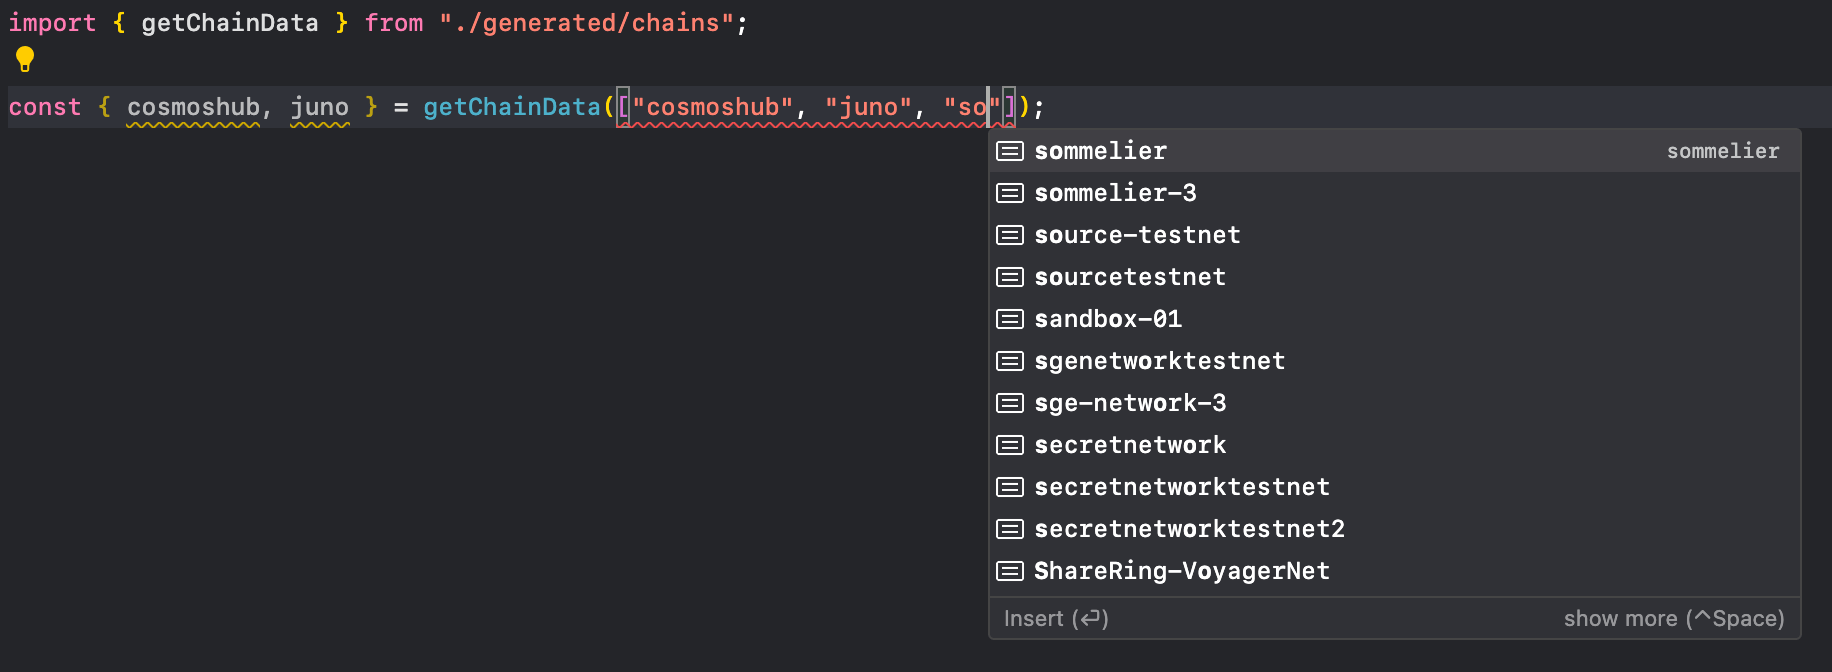 import { getChainData } from "./generated/chains";
const { cosmoshub, juno } = getChainData(["cosmoshub", "juno", "so"]);
sommelier sommelier
sommelier-3
source-testnet
sourcetestnet
sandbox-01
sgenetworktestnet
sge-network-3
secretnetwork
secretnetworktestnet
secretnetworktestnet2
ShareRing-VoyagerNet
Insert (⏎) show more (^Space)